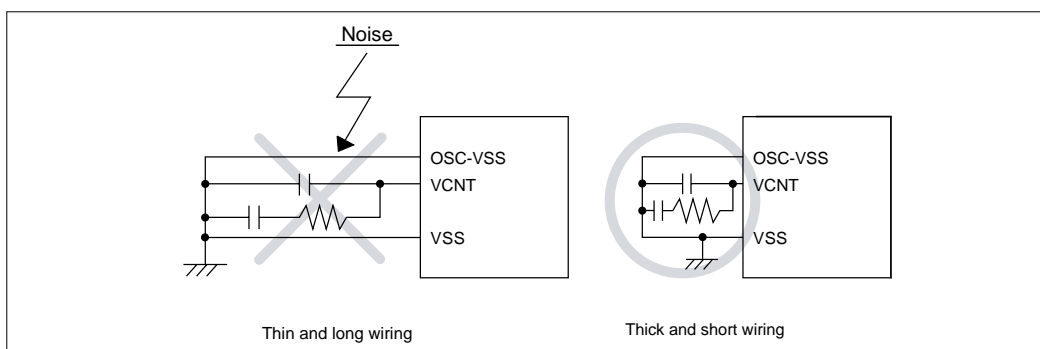 Noise
OSC-VSS
VCNT
VSS
Thin and long wiring
OSC-VSS
VCNT
VSS
Thick and short wiring